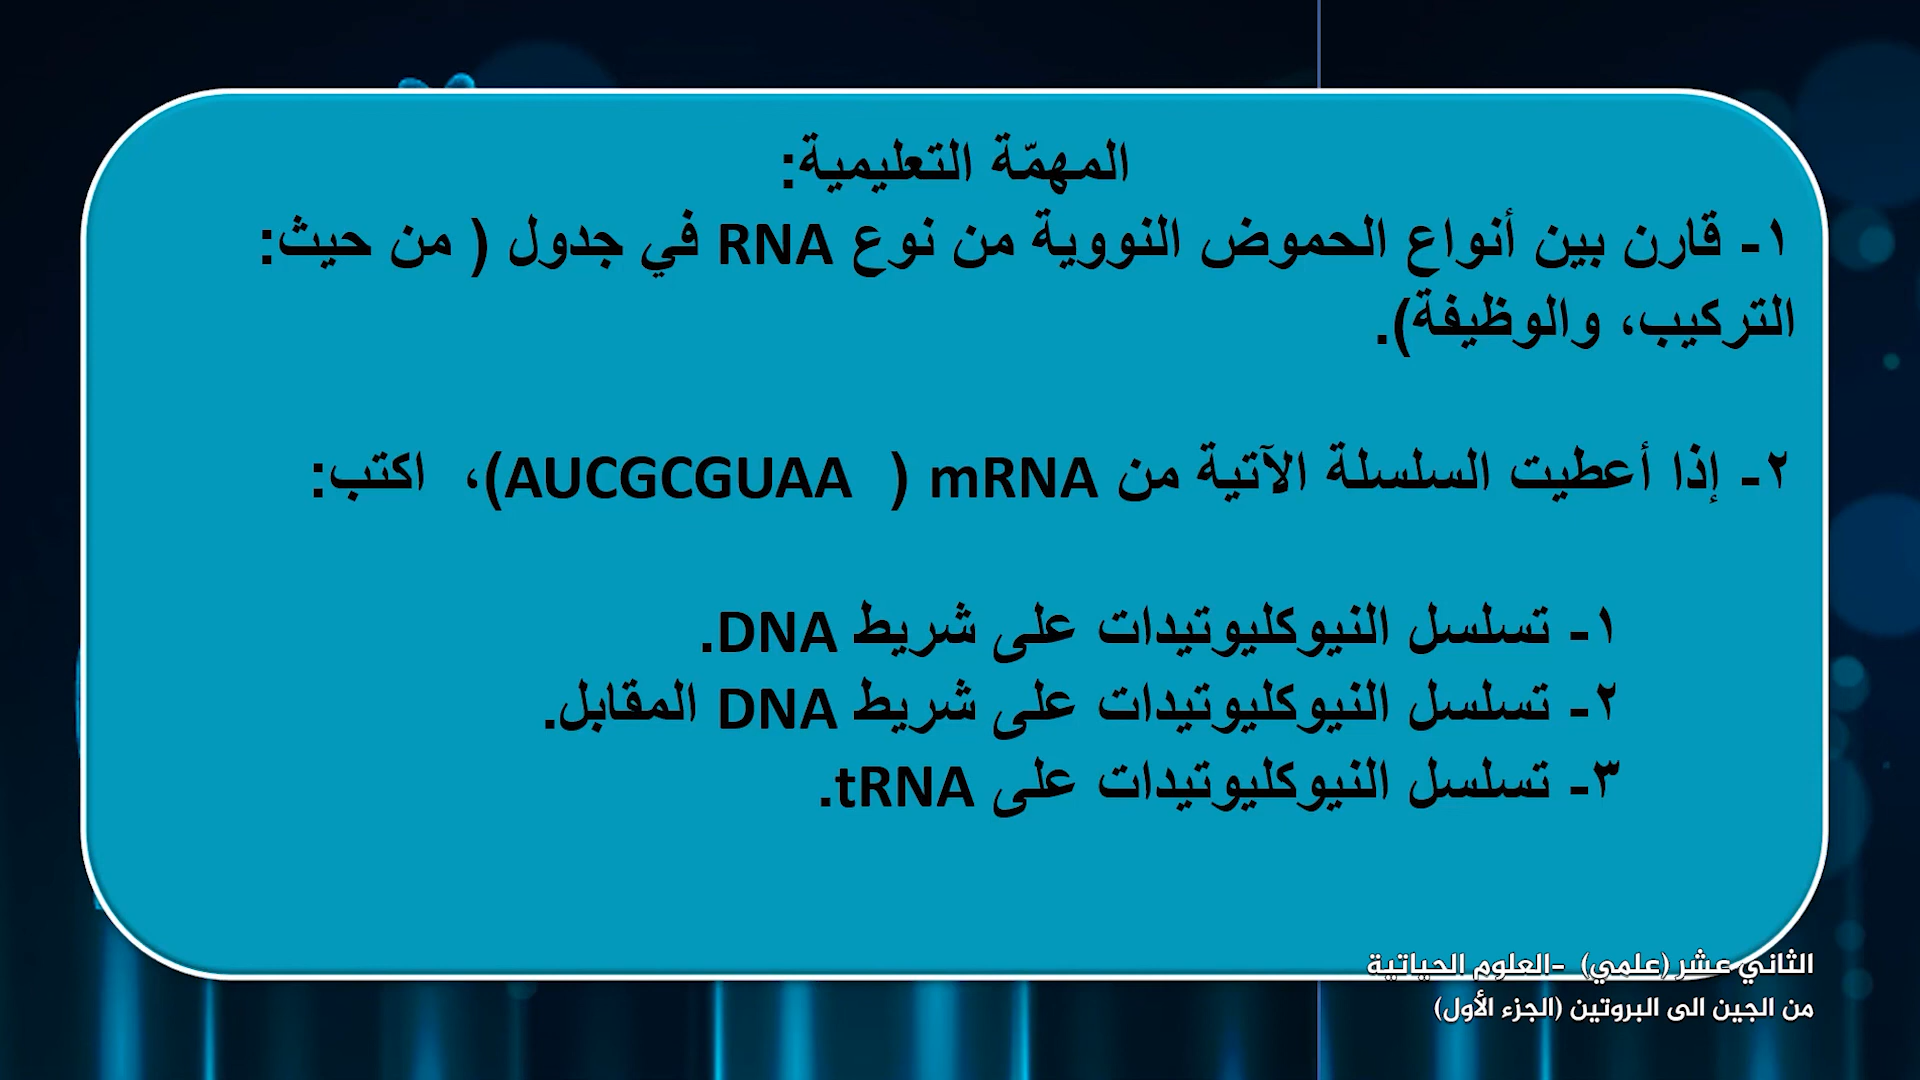 المهمّة التعليمية:
١- قارن بين أنواع الحموض النووية من نوع RNA في جدول ( من حيث:
التركيب، والوظيفة).
٢- إذا أعطيت السلسلة الآتية من mRNA ( AUCGCGUAA)، اكتب:
١- تسلسل النيوكليوتيدات على شريط DNA.
٢- تسلسل النيوكليوتيدات على شريط DNA المقابل.
٣- تسلسل النيوكليوتيدات على tRNA.
الثاني عشر (علمي) -العلوم الحياتية
من الجين الى البروتين (الجزء الأول)